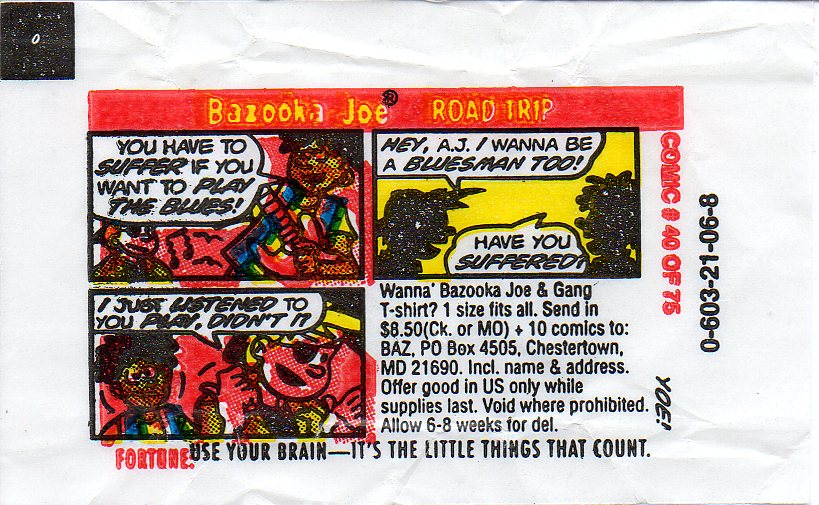 0
Bazooka Joe® ROAD TRIP
YOU HAVE TO
SUFFER IF YOU
WANT TO PLAY
THE BLUES!
HEY, A.J. I WANNA BE
A BLUESMAN TOO!
HAVE YOU
SUFFERED?
I JUST LISTENED TO
YOU PLAY, DIDN'T I?
Wanna' Bazooka Joe & Gang
T-shirt? 1 size fits all. Send in
$8.50(Ck. or MO) + 10 comics to:
BAZ, PO Box 4505, Chestertown,
MD 21690. Incl. name & address.
Offer good in US only while
supplies last. Void where prohibited.
Allow 6-8 weeks for del.
FORTUNE: USE YOUR BRAIN—IT'S THE LITTLE THINGS THAT COUNT.
COMIC # 40 OF 75
YOE!
0-603-21-06-8